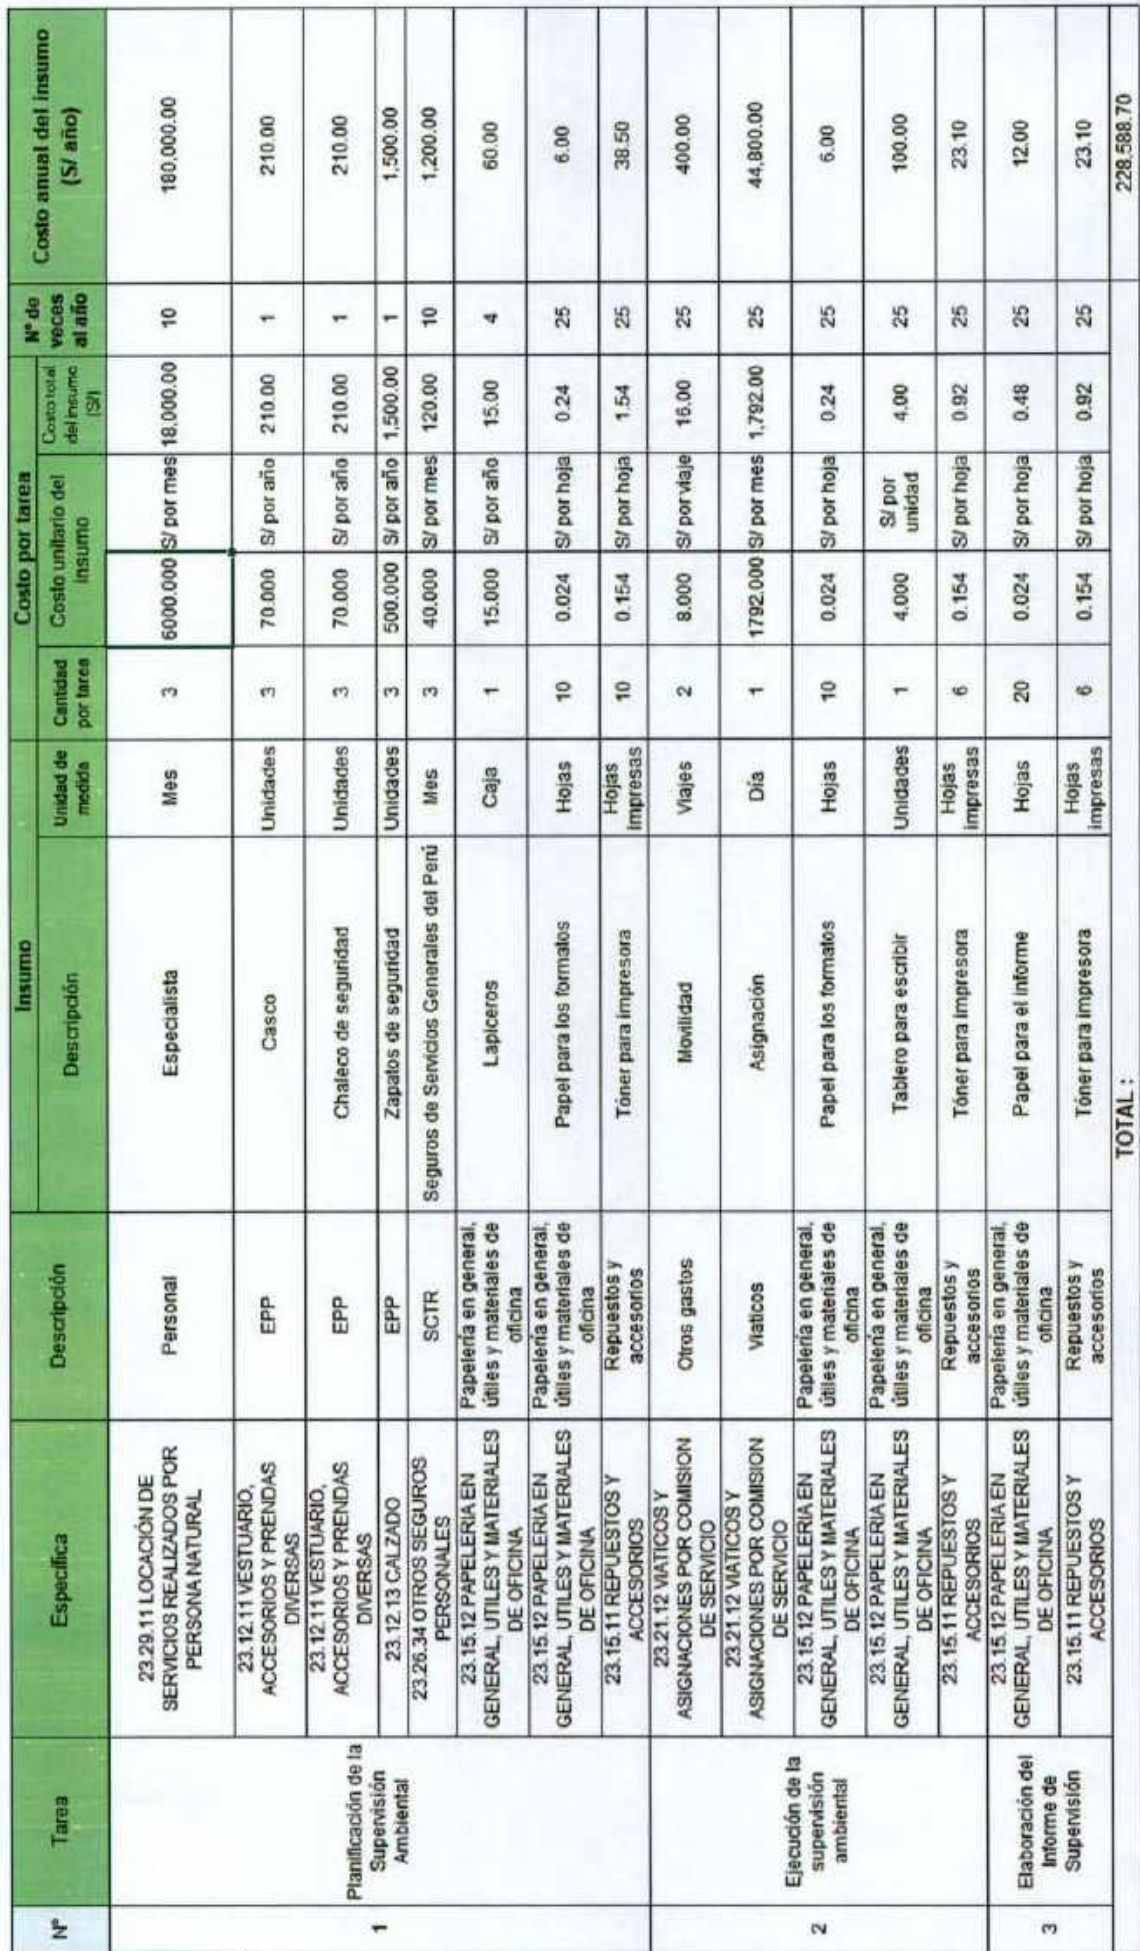 Nº
Tarea
Específica
Descripción
Insumo
Descripción
Unidad de
medida
Costo por tarea
Cantidad
por tarea
Costo unitario del
insumo
Costo total
del insumo
(S/)
Nº de
veces
al año
Costo anual del insumo
(S/ año)
1
Planificación de la
Supervisión
Ambiental
23.29.11 LOCACIÓN DE
SERVICIOS REALIZADOS POR
PERSONA NATURAL
Personal
Especialista
Mes
3
6000.000
S/ por mes
18,000.00
10
180,000.00
23.12.11 VESTUARIO,
ACCESORIOS Y PRENDAS
DIVERSAS
EPP
Casco
Unidades
3
70.000
S/ por año
210.00
1
210.00
23.12.11 VESTUARIO,
ACCESORIOS Y PRENDAS
DIVERSAS
EPP
Chaleco de seguridad
Unidades
3
70.000
S/ por año
210.00
1
210.00
23.12.13 CALZADO
EPP
Zapatos de seguridad
Unidades
3
500.000
S/ por año
1,500.00
1
1,500.00
23.26.34 OTROS SEGUROS
PERSONALES
SCTR
Seguros de Servicios Generales del Perú
Mes
3
40.000
S/ por mes
120.00
10
1,200.00
23.15.12 PAPELERIA EN
GENERAL, UTILES Y MATERIALES
DE OFICINA
Papelería en general,
útiles y materiales de
oficina
Lapiceros
Caja
1
15.000
S/ por año
15.00
4
60.00
23.15.12 PAPELERIA EN
GENERAL, UTILES Y MATERIALES
DE OFICINA
Papelería en general,
útiles y materiales de
oficina
Papel para los formatos
Hojas
10
0.024
S/ por hoja
0.24
25
6.00
23.15.11 REPUESTOS Y
ACCESORIOS
Repuestos y
accesorios
Tóner para impresora
Hojas
impresas
10
0.154
S/ por hoja
1.54
25
38.50
2
Ejecución de la
supervisión
ambiental
23.21.12 VIATICOS Y
ASIGNACIONES POR COMISION
DE SERVICIO
Otros gastos
Movilidad
Viajes
2
8.000
S/ por viaje
16.00
25
400.00
23.21.12 VIATICOS Y
ASIGNACIONES POR COMISION
DE SERVICIO
Viaticos
Asignación
Día
1
1792.000
S/ por mes
1,792.00
25
44,800.00
23.15.12 PAPELERIA EN
GENERAL, UTILES Y MATERIALES
DE OFICINA
Papelería en general,
útiles y materiales de
oficina
Papel para los formatos
Hojas
10
0.024
S/ por hoja
0.24
25
6.00
23.15.12 PAPELERIA EN
GENERAL, UTILES Y MATERIALES
DE OFICINA
Papelería en general,
útiles y materiales de
oficina
Tablero para escribir
Unidades
1
4.000
S/ por
unidad
4.00
25
100.00
23.15.11 REPUESTOS Y
ACCESORIOS
Repuestos y
accesorios
Tóner para impresora
Hojas
impresas
6
0.154
S/ por hoja
0.92
25
23.10
3
Elaboración del
Informe de
Supervisión
23.15.12 PAPELERIA EN
GENERAL, UTILES Y MATERIALES
DE OFICINA
Papelería en general,
útiles y materiales de
oficina
Papel para el informe
Hojas
20
0.024
S/ por hoja
0.48
25
12.00
23.15.11 REPUESTOS Y
ACCESORIOS
Repuestos y
accesorios
Tóner para impresora
Hojas
impresas
6
0.154
S/ por hoja
0.92
25
23.10
TOTAL :
228.588.70